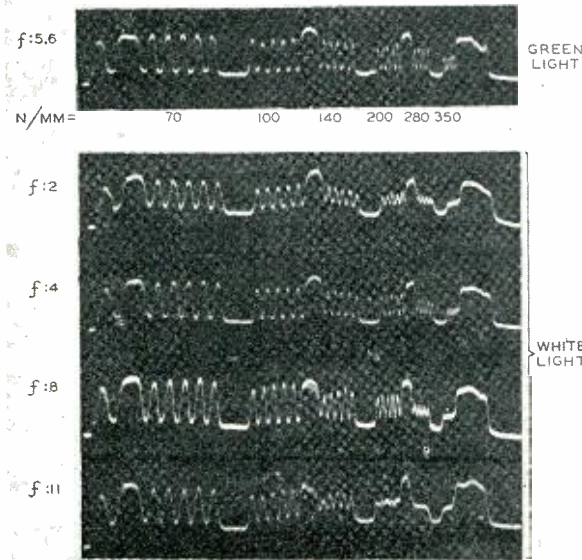 f:5.6
GREEN LIGHT
N/MM= 70 100 140 200 280 350
f:2
f:4
f:8
f:11
WHITE LIGHT